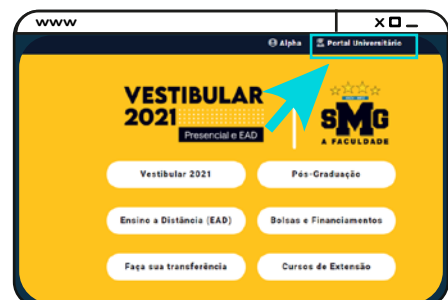 www
Alpha Portal Universitário
VESTIBULAR
2021
Presencial e EAD
SMG
A FACULDADE
Vestibular 2021 Pós-Graduação
Ensino a Distância (EAD) Bolsas e Financiamentos
Faça sua transferência Cursos de Extensão